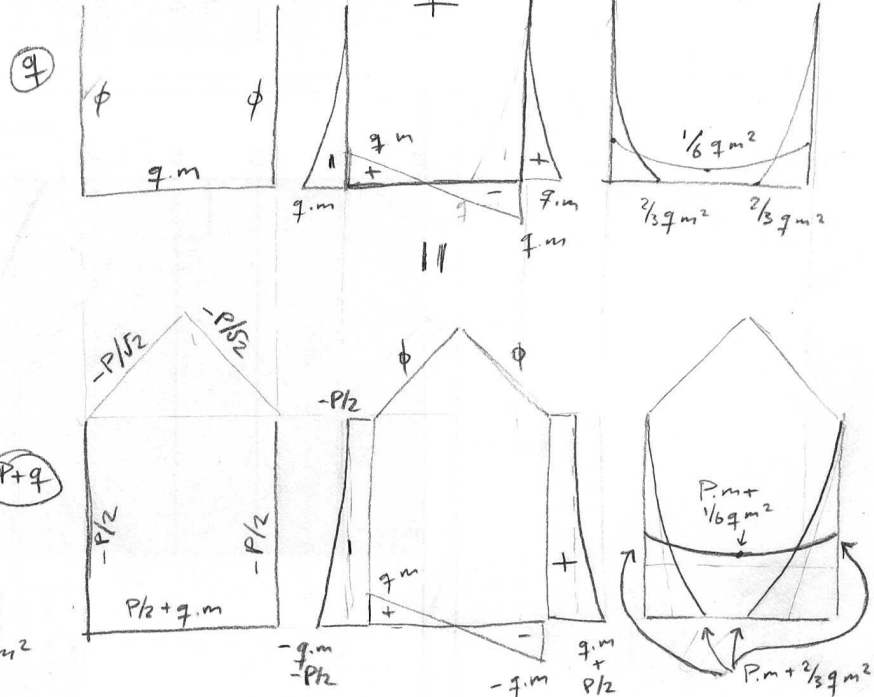 q
ϕ
ϕ
q.m
q m
+
-
q
+
q.m
q.m
q.m
1/6 q m²
2/3 q m²
2/3 q m²
-P/√2
-P/√2
ϕ
ϕ
-P/2
P+q
-P/2
-P/2
P/2 + q.m
q m
+
-
+
-q.m
-P/2
-q.m
q.m
+
P/2
P.m+
1/6 q m²
P.m + 2/3 q m²
m²